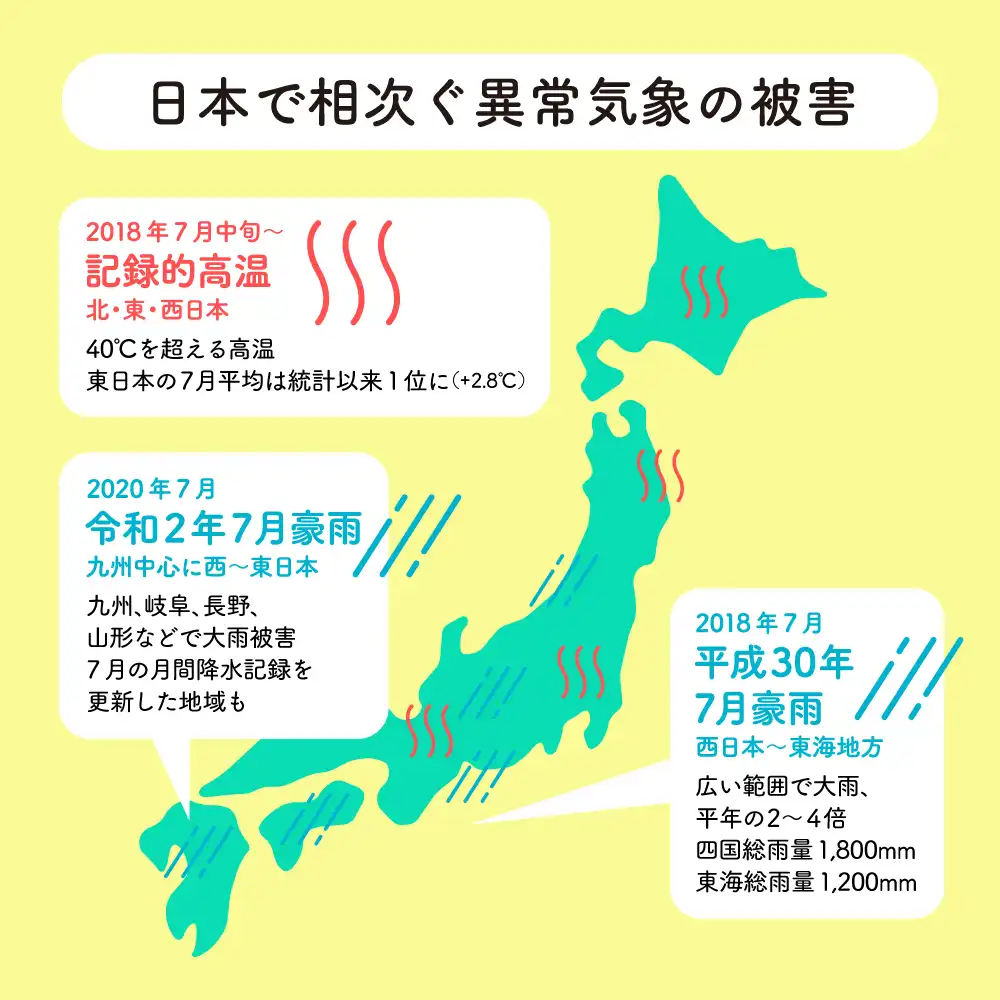 日本で相次ぐ異常気象の被害
2018年7月中旬〜
記録的高温
北・東・西日本
40℃を超える高温
東日本の7月平均は統計以来1位に(+2.8℃)
2020年7月
令和2年7月豪雨
九州中心に西〜東日本
九州、岐阜、長野、
山形などで大雨被害
7月の月間降水記録を
更新した地域も
2018年7月
平成30年
7月豪雨
西日本〜東海地方
広い範囲で大雨、
平年の2〜4倍
四国総雨量1,800mm
東海総雨量1,200mm